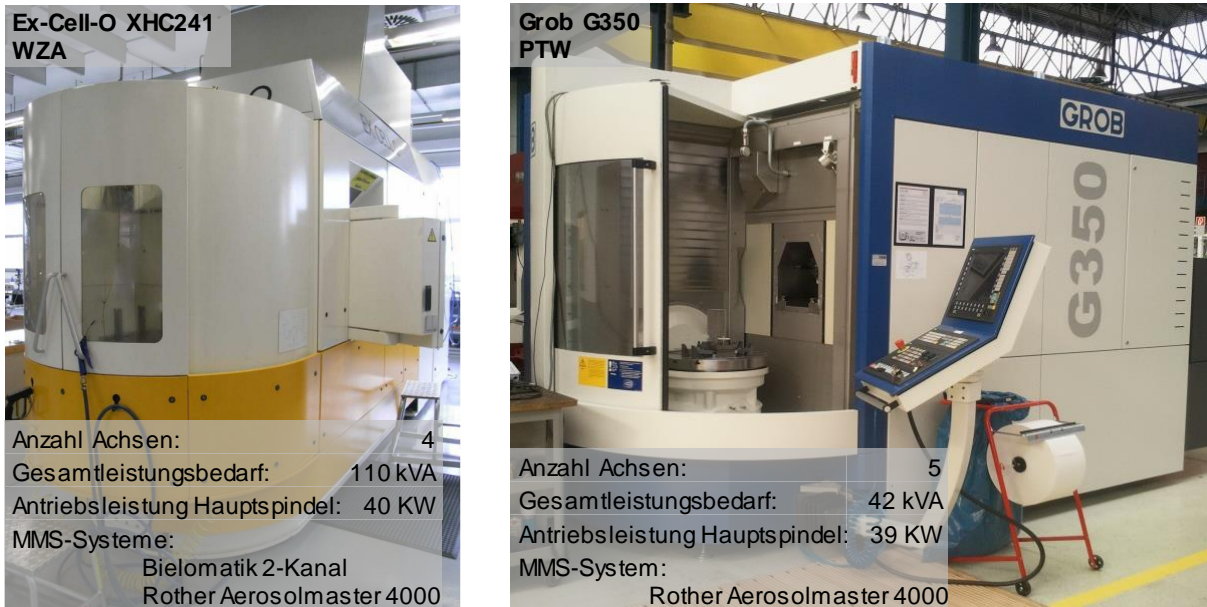 Ex-Cell-O XHC241
WZA
Anzahl Achsen: 4
Gesamtleistungsbedarf: 110 kVA
Antriebsleistung Hauptspindel: 40 KW
MMS-Systeme:
Bielomatik 2-Kanal
Rother Aerosolmaster 4000
Grob G350
PTW
GROB
G350
Anzahl Achsen: 5
Gesamtleistungsbedarf: 42 kVA
Antriebsleistung Hauptspindel: 39 KW
MMS-System:
Rother Aerosolmaster 4000